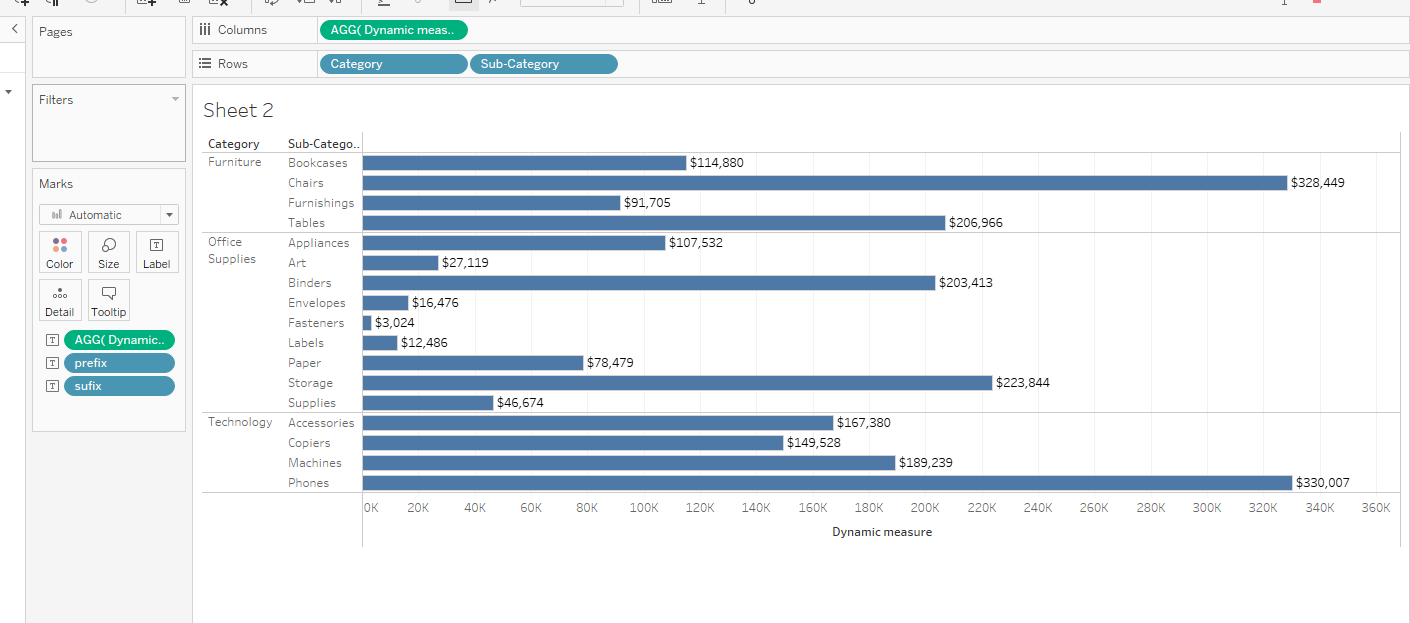 Pages
Columns
AGG( Dynamic meas..
Rows
Category
Sub-Category
Filters
Marks
Automatic
Color
Size
Label
Detail
Tooltip
AGG( Dynamic..
prefix
sufix
Sheet 2
Category Sub-Catego..
Furniture Bookcases $114,880
Chairs $328,449
Furnishings $91,705
Tables $206,966
Office Supplies Appliances $107,532
Art $27,119
Binders $203,413
Envelopes $16,476
Fasteners $3,024
Labels $12,486
Paper $78,479
Storage $223,844
Supplies $46,674
Technology Accessories $167,380
Copiers $149,528
Machines $189,239
Phones $330,007
0K 20K 40K 60K 80K 100K 120K 140K 160K 180K 200K 220K 240K 260K 280K 300K 320K 340K 360K
Dynamic measure